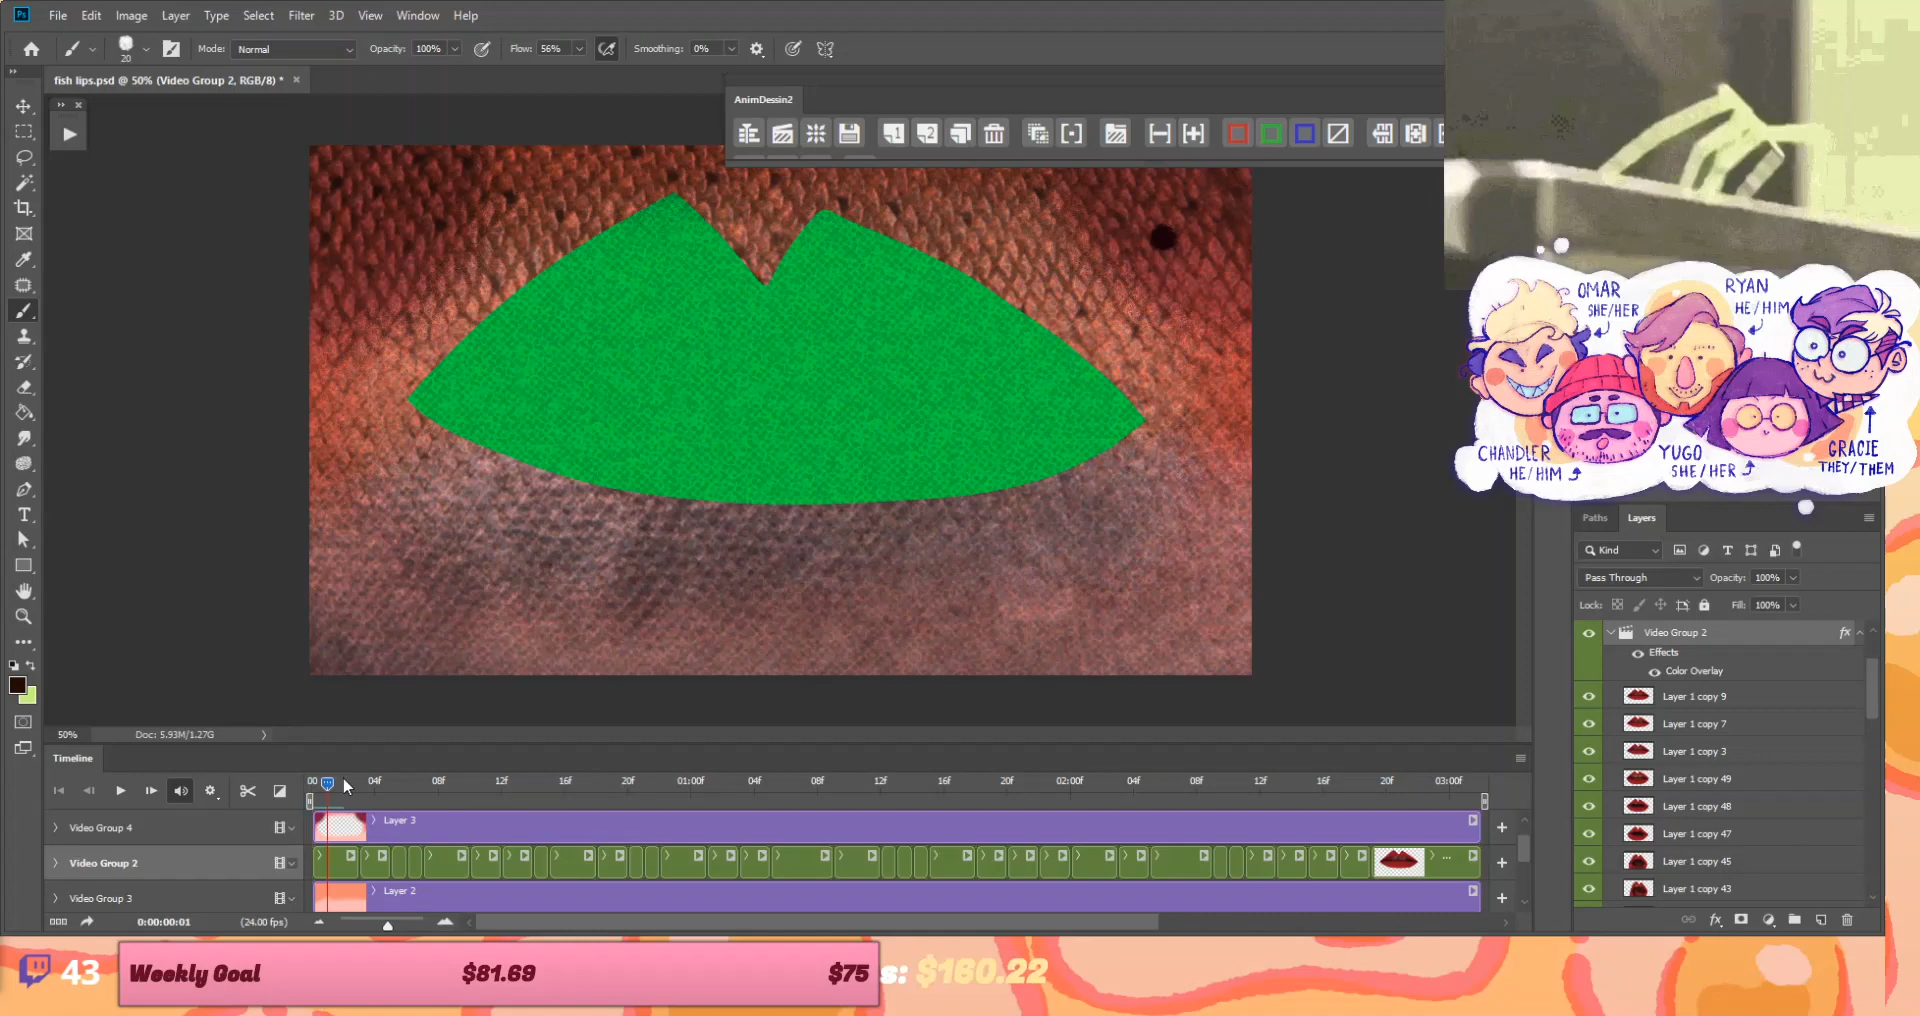 Ps File Edit Image Layer Type Select Filter 3D View Window Help
20 Mode: Normal Opacity: 100% Flow: 56% Smoothing: 0%
fish lips.psd @ 50% (Video Group 2, RGB/8) *
AnimDessin2
1 2
OMAR
SHE/HER
RYAN
HE/HIM
CHANDLER
HE/HIM
YUGO
SHE/HER
GRACIE
THEY/THEM
Paths Layers
Kind
Pass Through Opacity: 100%
Lock: Fill: 100%
Video Group 2 fx
Effects
Color Overlay
Layer 1 copy 9
Layer 1 copy 7
Layer 1 copy 3
Layer 1 copy 49
Layer 1 copy 48
Layer 1 copy 47
Layer 1 copy 45
Layer 1 copy 43
fx
50% Doc: 5.93M/1.27G
Timeline
00 04f 08f 12f 16f 20f 01:00f 04f 08f 12f 16f 20f 02:00f 04f 08f 12f 16f 20f 03:00f
Video Group 4 Layer 3
Video Group 2 ...
Video Group 3 Layer 2
0:00:00:01 (24.00 fps)
43 Weekly Goal $81.69 $75 s: $160.22